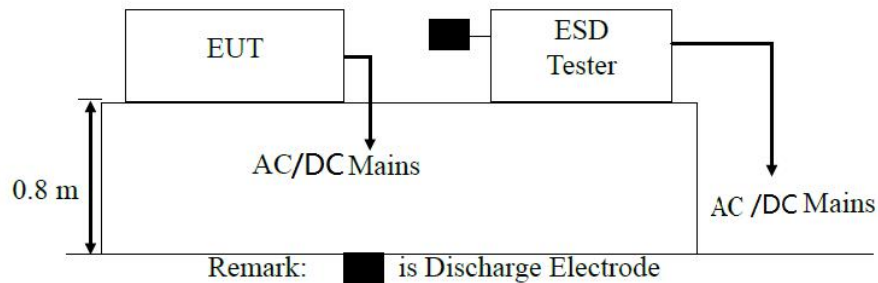 EUT
ESD
Tester
AC/DC Mains
0.8 m
AC /DC Mains
Remark: is Discharge Electrode